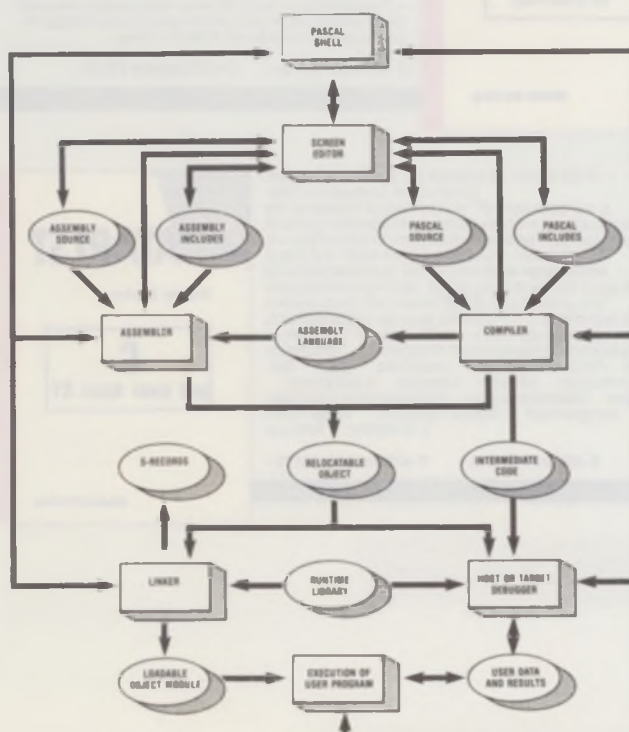 PASCAL
SHELL
SCREEN
EDITOR
ASSEMBLY
SOURCE
ASSEMBLY
INCLUDES
PASCAL
SOURCE
PASCAL
INCLUDES
ASSEMBLER
ASSEMBLY
LANGUAGE
COMPILER
S-RECORDS
RELOCATABLE
OBJECT
INTERMEDIATE
CODE
LINKER
RUNTIME
LIBRARY
HOST OR TARGET
DEBUGGER
LOADABLE
OBJECT MODULE
EXECUTION OF
USER PROGRAM
USER DATA
AND RESULTS